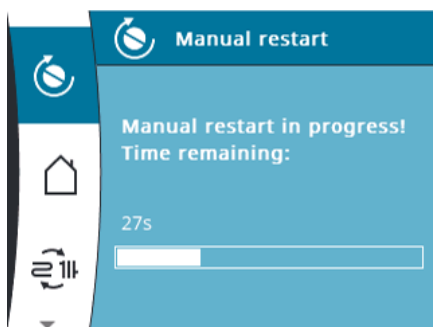 Manual restart
Manual restart in progress!
Time remaining:
27s